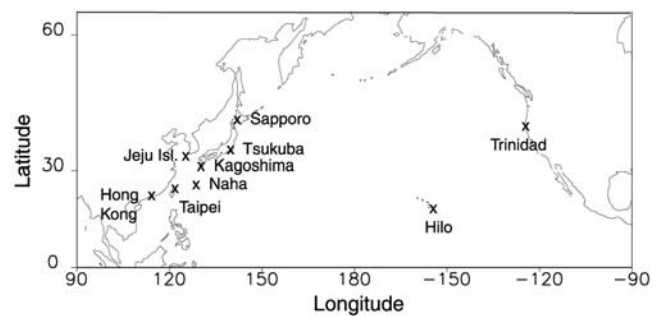 60
30
0
Latitude
Sapporo
Jeju Isl.
Tsukuba
Kagoshima
Naha
Hong
Kong
Taipei
Trinidad
Hilo
90 120 150 180 −150 −120 −90
Longitude